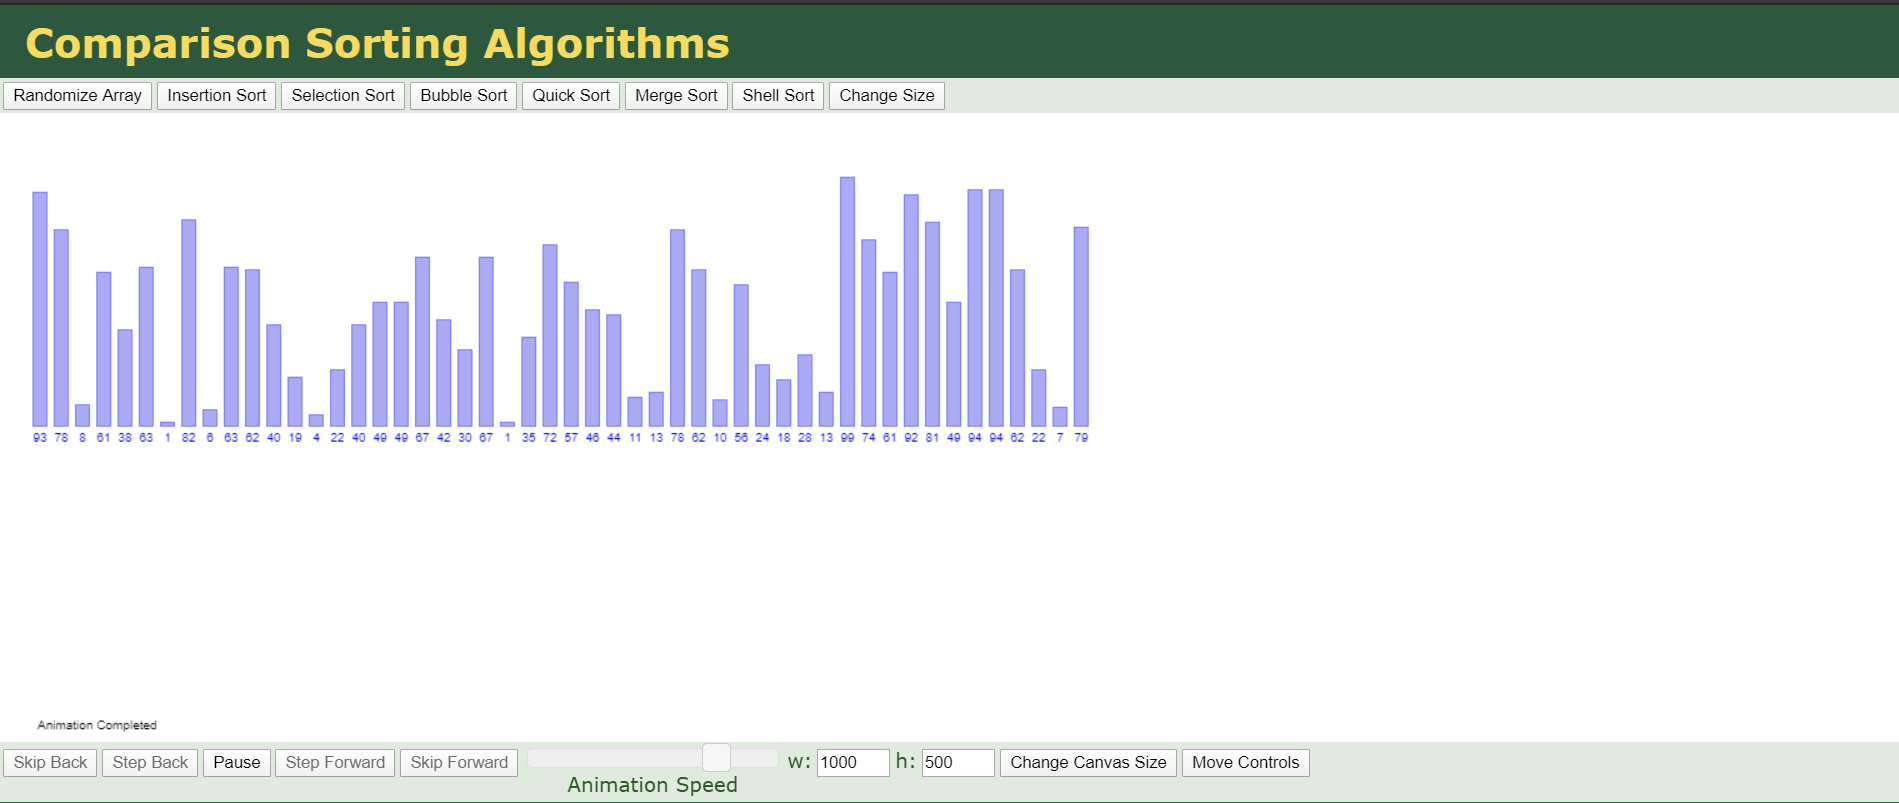 Comparison Sorting Algorithms
Randomize Array Insertion Sort Selection Sort Bubble Sort Quick Sort Merge Sort Shell Sort Change Size
93 78 8 61 38 63 1 82 6 63 62 40 19 4 22 40 49 49 67 42 30 67 1 35 72 57 46 44 11 13 78 62 10 56 24 18 28 13 99 74 61 92 81 49 94 94 62 22 7 79
Animation Completed
Skip Back Step Back Pause Step Forward Skip Forward w: 1000 h: 500 Change Canvas Size Move Controls
Animation Speed